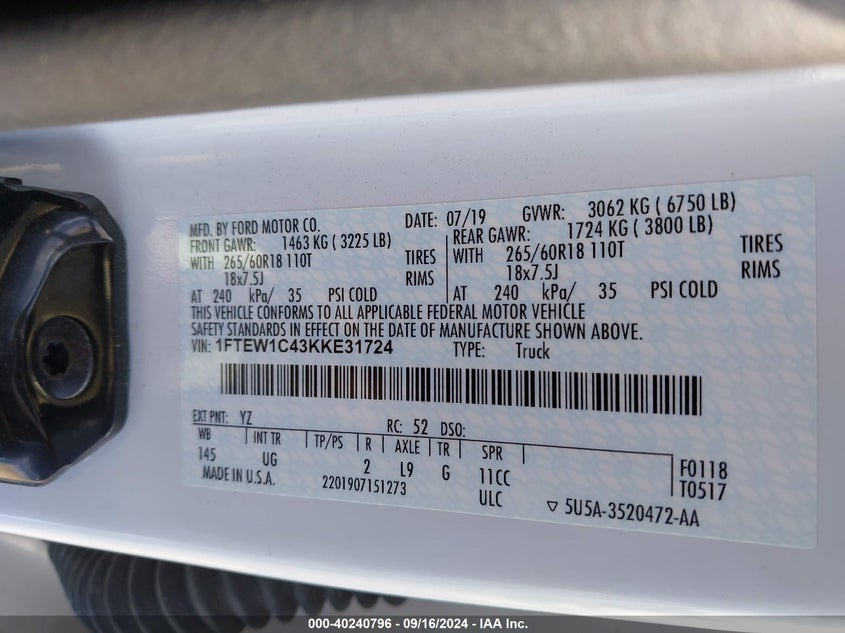 MFD. BY FORD MOTOR CO. DATE: 07/19 GVWR: 3062 KG ( 6750 LB)
FRONT GAWR: 1463 KG ( 3225 LB) REAR GAWR: 1724 KG ( 3800 LB)
WITH 265/60R18 110T TIRES WITH 265/60R18 110T TIRES
18x7.5J RIMS 18x7.5J RIMS
AT 240 kPa/ 35 PSI COLD AT 240 kPa/ 35 PSI COLD
THIS VEHICLE CONFORMS TO ALL APPLICABLE FEDERAL MOTOR VEHICLE
SAFETY STANDARDS IN EFFECT ON THE DATE OF MANUFACTURE SHOWN ABOVE.
VIN: 1FTEW1C43KKE31724 TYPE: Truck
EXT PNT: YZ RC: 52 DSO:
WB INT TR TP/PS R AXLE TR SPR
145 UG 2 L9 G 11CC F0118
MADE IN U.S.A. 2201907151273 ULC T0517
▽ 5U5A-3520472-AA
000-40240796 - 09/16/2024 - IAA Inc.